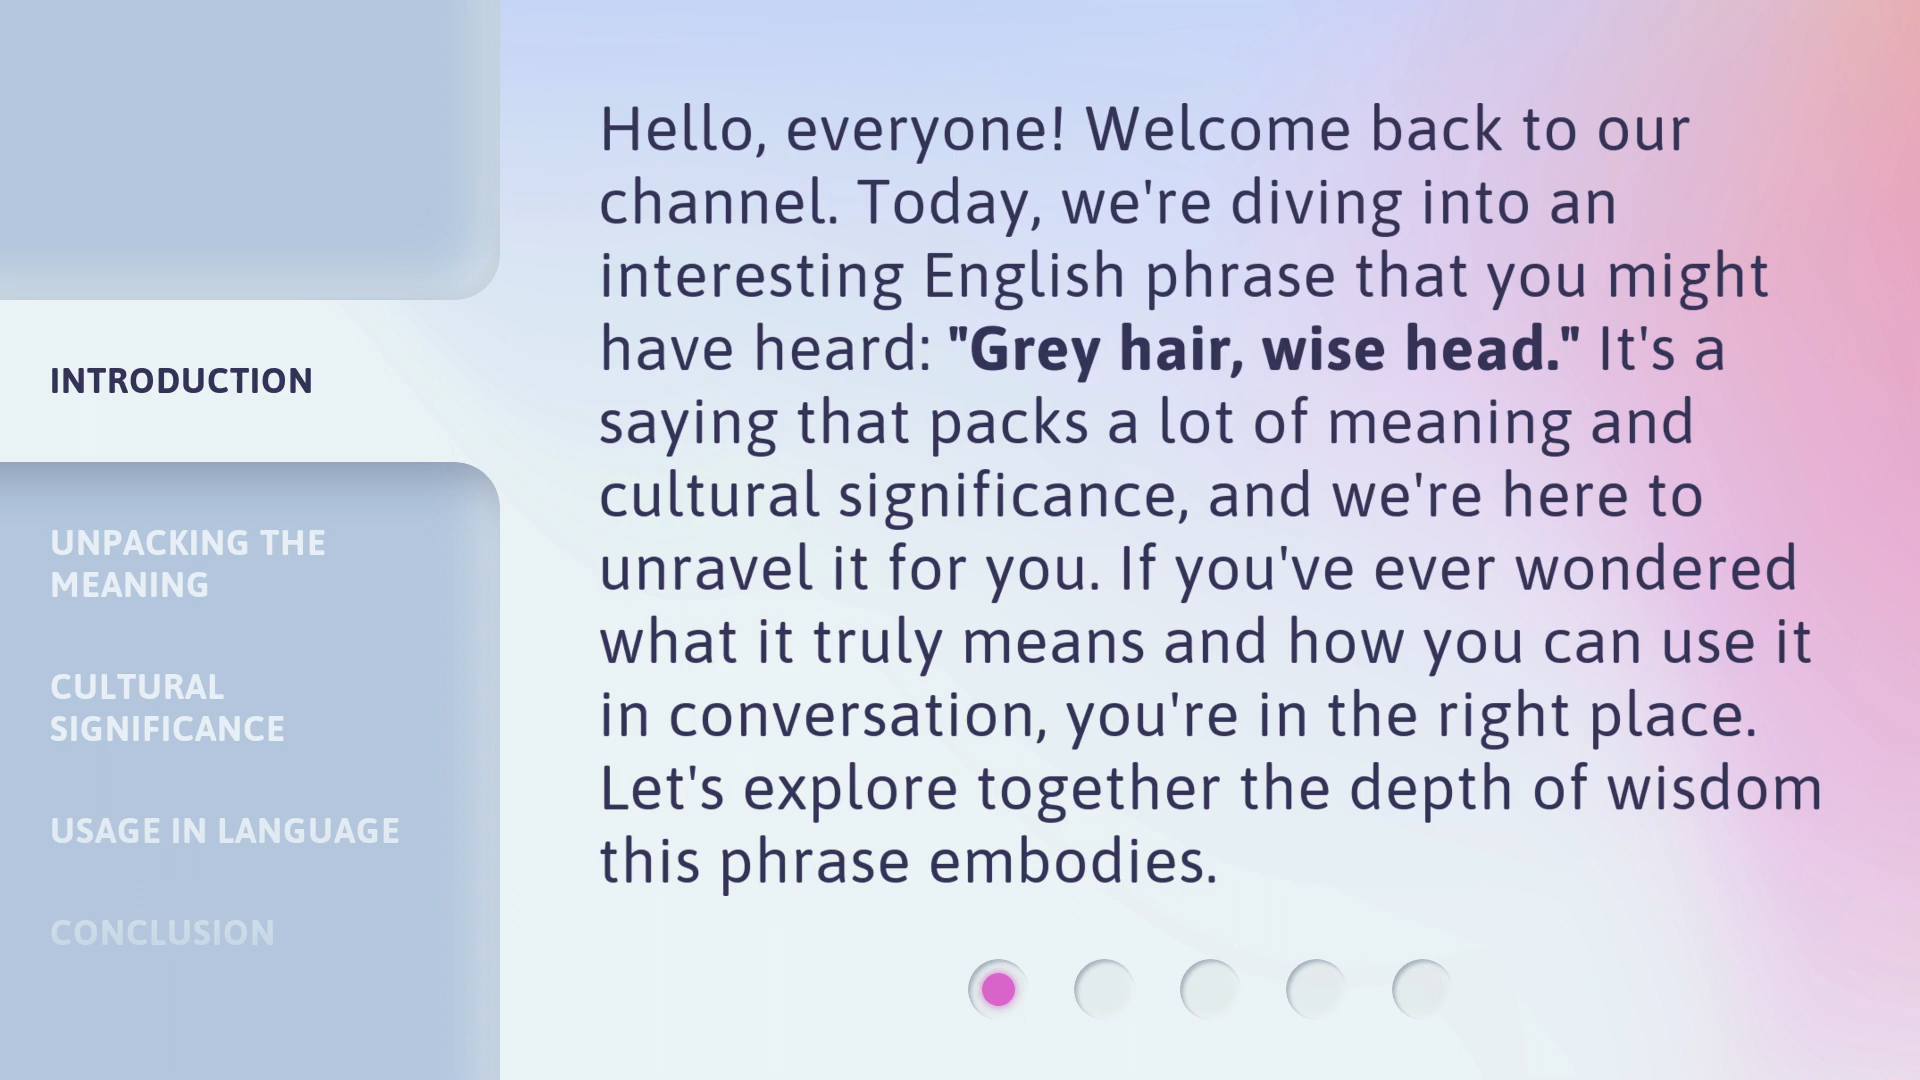 INTRODUCTION
UNPACKING THE
MEANING
CULTURAL
SIGNIFICANCE
USAGE IN LANGUAGE
CONCLUSION
Hello, everyone! Welcome back to our
channel. Today, we're diving into an
interesting English phrase that you might
have heard: "Grey hair, wise head." It's a
saying that packs a lot of meaning and
cultural significance, and we're here to
unravel it for you. If you've ever wondered
what it truly means and how you can use it
in conversation, you're in the right place.
Let's explore together the depth of wisdom
this phrase embodies.